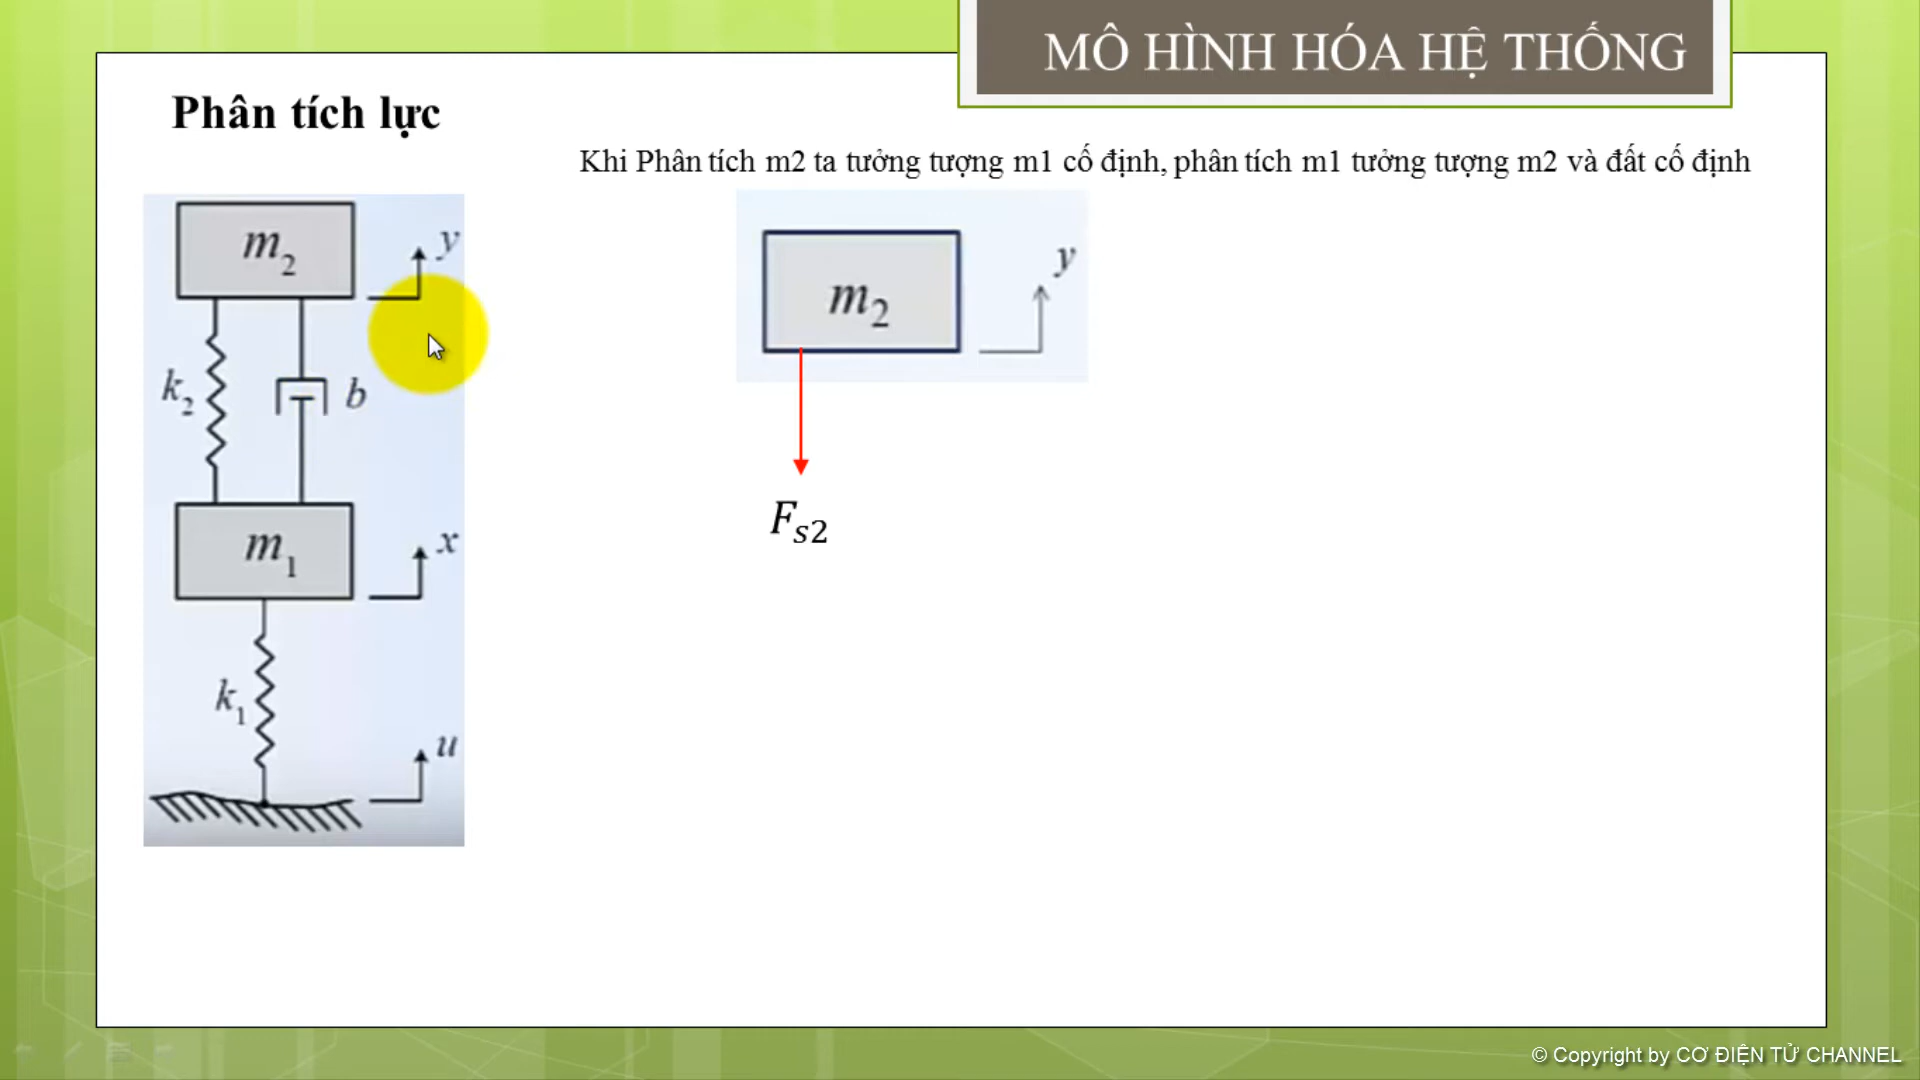 MÔ HÌNH HÓA HỆ THỐNG
Phân tích lực
Khi Phân tích m2 ta tưởng tượng m1 cố định, phân tích m1 tưởng tượng m2 và đất cố định
m₂
y
k₂
b
m₁
x
k₁
u
m₂
y
F_{s2}
© Copyright by CƠ ĐIỆN TỬ CHANNEL